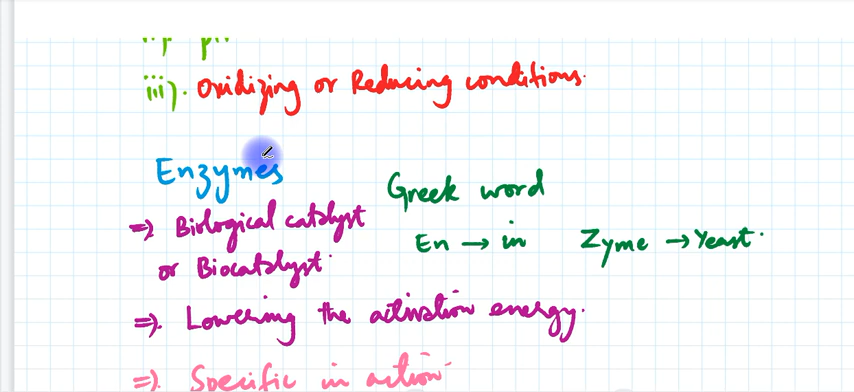 iii). Oxidizing or Reducing conditions.
Enzymes
Greek word
=). Biological catalyst
or Biocatalyst.
En → in Zyme → Yeast.
=). Lowering the activation energy.
=). Specific in action